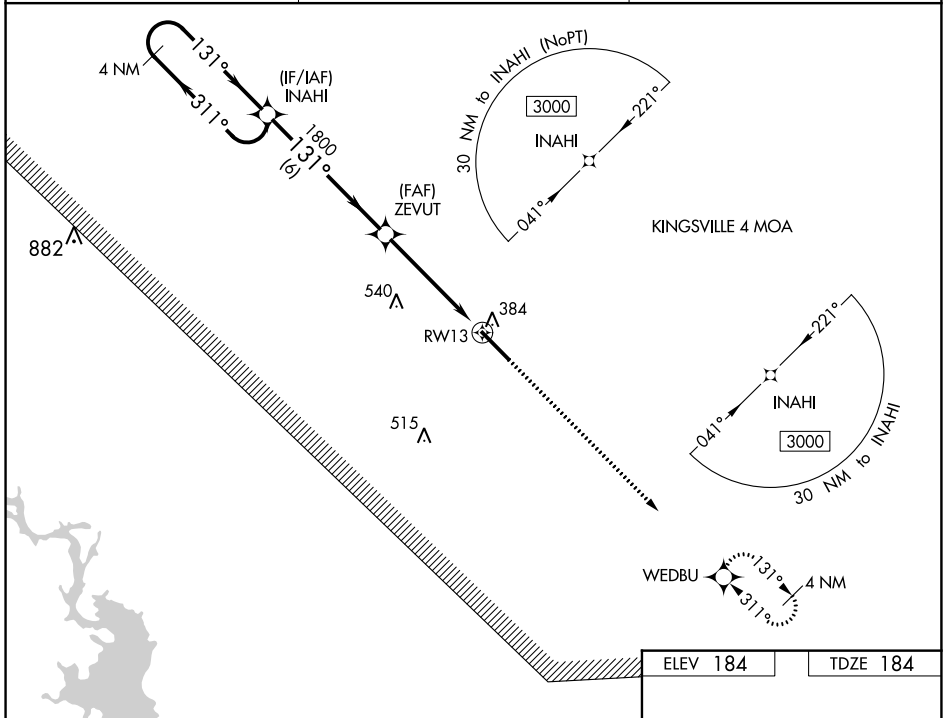 131°
4 NM
311°
(IF/IAF)
INAHI
1800
131°
(6)
(FAF)
ZEVUT
30 NM to INAHI (NoPT)
3000
INAHI
221°
041°
KINGSVILLE 4 MOA
882
540
384
RW13
515
221°
INAHI
041°
3000
30 NM to INAHI
WEDBU
131°
4 NM
311°
ELEV 184
TDZE 184